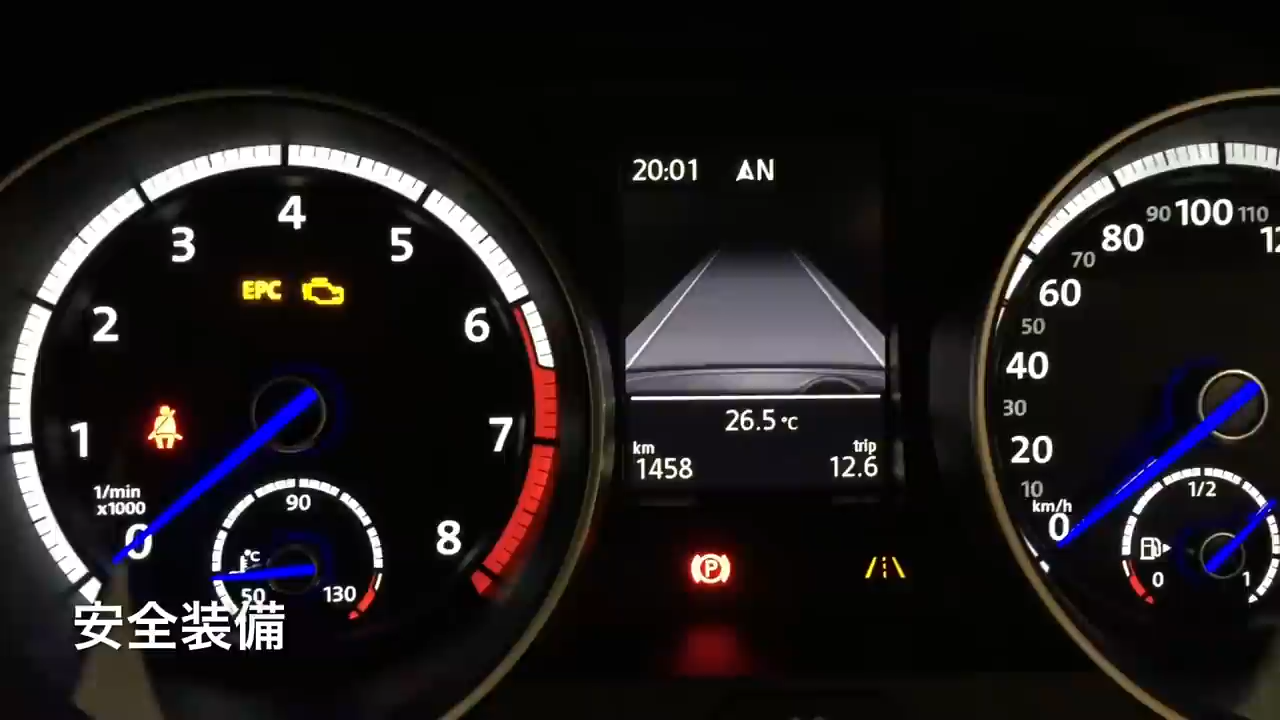 20:01 AN
4
3 5
EPC
2 6
1 7
1/min
x1000
0 8
90
°C
50 130
26.5 °C
km trip
1458 12.6
P
90 100 110
80
70
60
50
40
30
20
10
km/h
0
1/2
0 1
安全装備